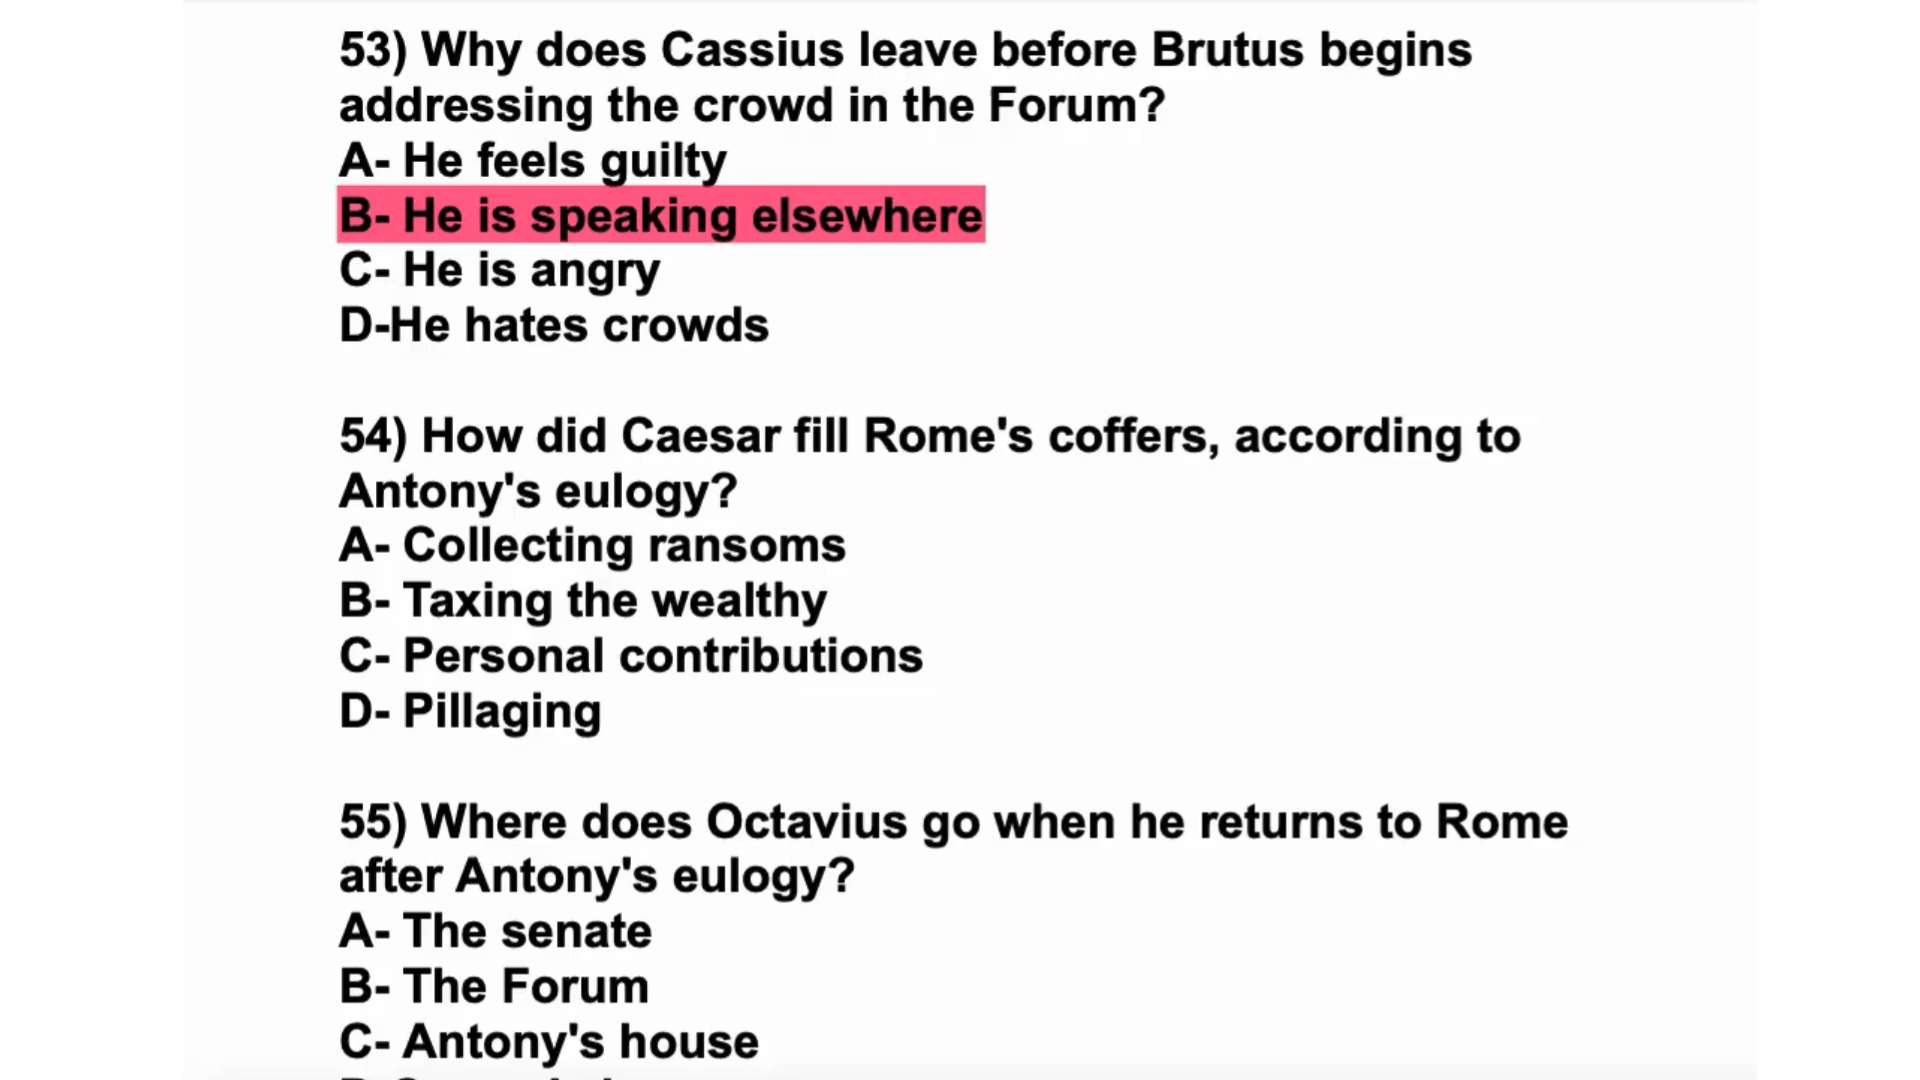 53) Why does Cassius leave before Brutus begins
addressing the crowd in the Forum?
A- He feels guilty
B- He is speaking elsewhere
C- He is angry
D-He hates crowds
54) How did Caesar fill Rome's coffers, according to
Antony's eulogy?
A- Collecting ransoms
B- Taxing the wealthy
C- Personal contributions
D- Pillaging
55) Where does Octavius go when he returns to Rome
after Antony's eulogy?
A- The senate
B- The Forum
C- Antony's house